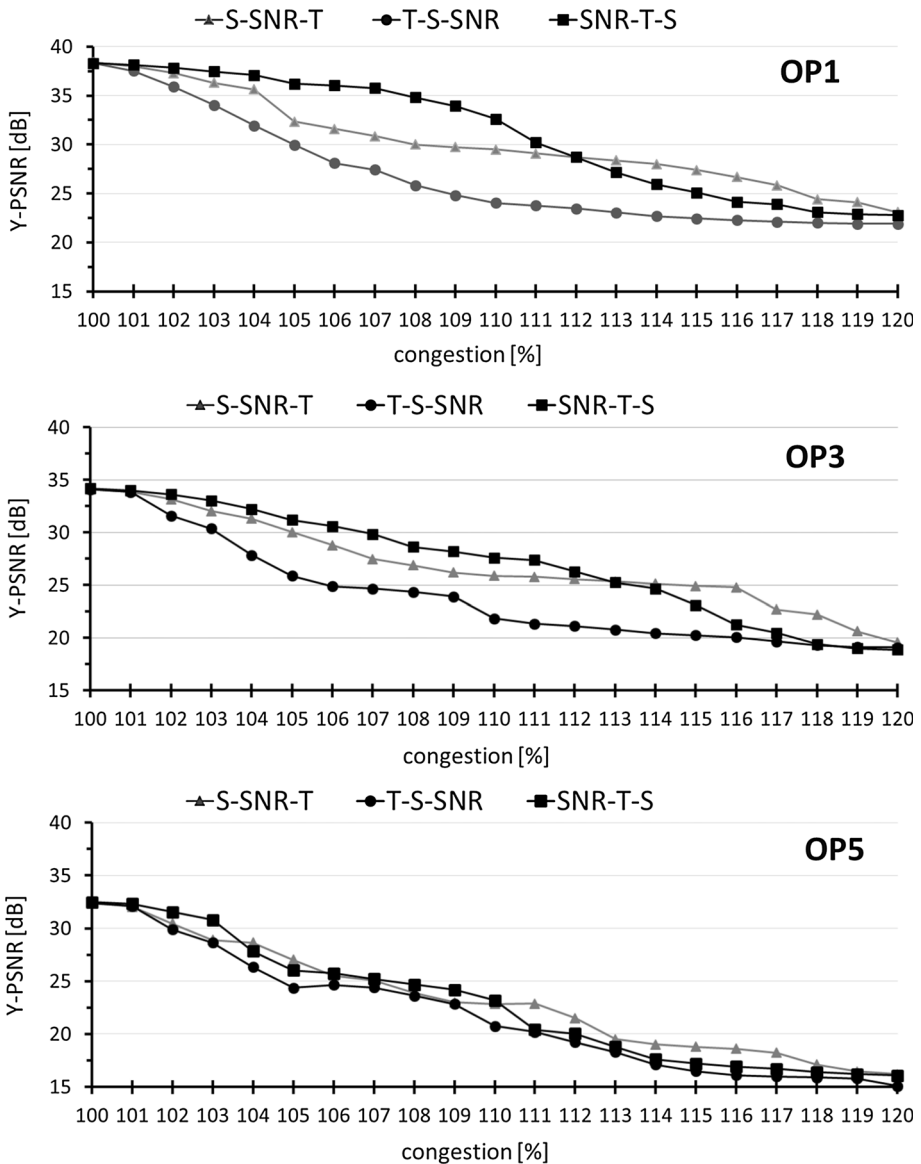 S-SNR-T T-S-SNR SNR-T-S
OP1
Y-PSNR [dB]
40
35
30
25
20
15
100 101 102 103 104 105 106 107 108 109 110 111 112 113 114 115 116 117 118 119 120
congestion [%]
S-SNR-T T-S-SNR SNR-T-S
OP3
Y-PSNR [dB]
40
35
30
25
20
15
100 101 102 103 104 105 106 107 108 109 110 111 112 113 114 115 116 117 118 119 120
congestion [%]
S-SNR-T T-S-SNR SNR-T-S
OP5
Y-PSNR [dB]
40
35
30
25
20
15
100 101 102 103 104 105 106 107 108 109 110 111 112 113 114 115 116 117 118 119 120
congestion [%]